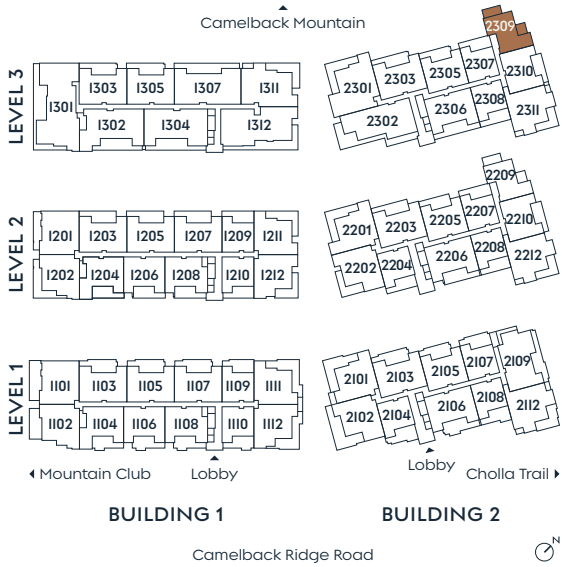 Camelback Mountain
LEVEL 3
1301 1303 1305 1307 1311
1302 1304 1312
2301 2303 2305 2307 2309 2310
2302 2306 2308 2311
LEVEL 2
1201 1203 1205 1207 1209 1211
1202 1204 1206 1208 1210 1212
2201 2203 2205 2207 2209 2210
2202 2204 2206 2208 2212
LEVEL 1
1101 1103 1105 1107 1109 1111
1102 1104 1106 1108 1110 1112
2101 2103 2105 2107 2109
2102 2104 2106 2108 2112
Mountain Club
Lobby
Lobby
Cholla Trail
BUILDING 1
BUILDING 2
Camelback Ridge Road
N